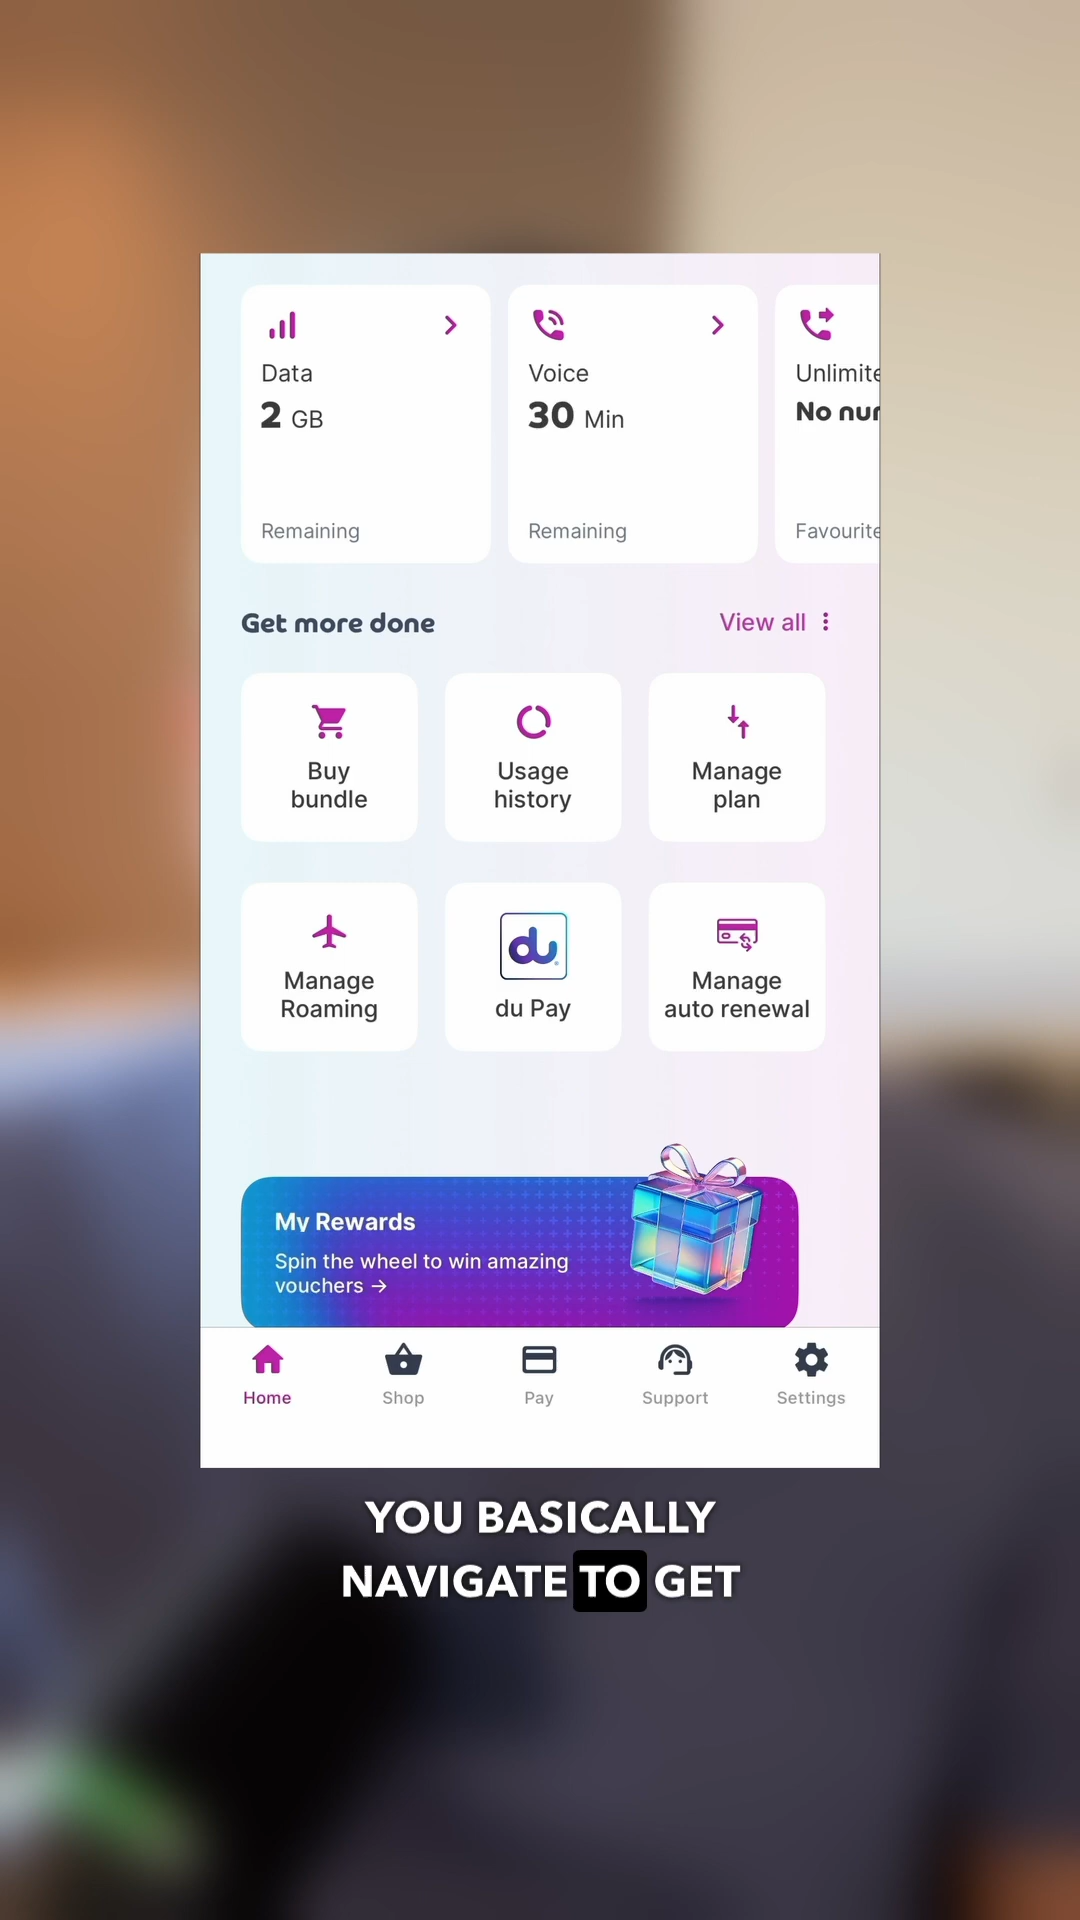 Data
2 GB
Remaining
Voice
30 Min
Remaining
Unlimite
No nur
Favourite
Get more done
View all
Buy
bundle
Usage
history
Manage
plan
Manage
Roaming
du
du Pay
Manage
auto renewal
My Rewards
Spin the wheel to win amazing
vouchers →
Home
Shop
Pay
Support
Settings
YOU BASICALLY
NAVIGATE TO GET